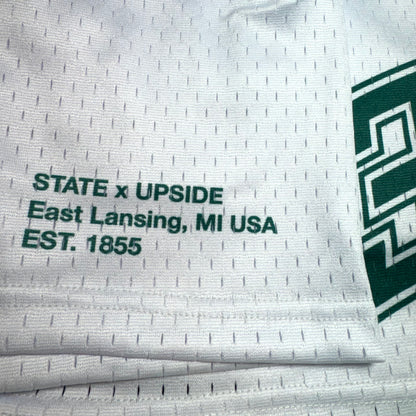 STATE x UPSIDE
East Lansing, MI USA
EST. 1855